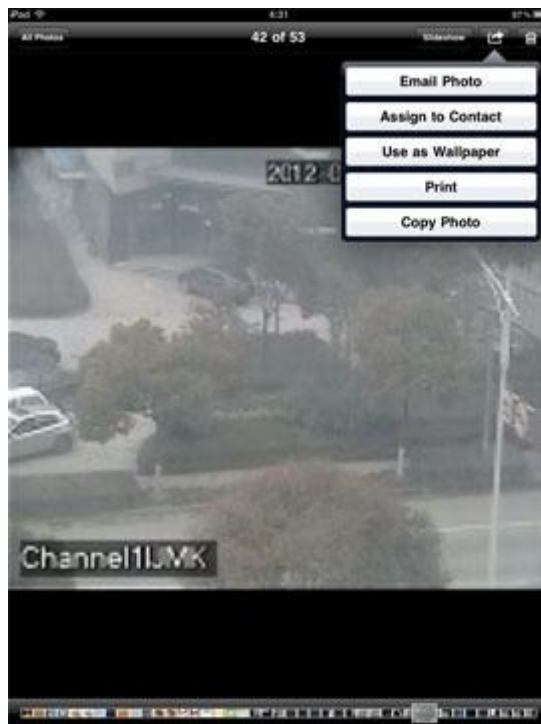 iPad 4:31 87%
All Photos 42 of 53 Slideshow
Email Photo
Assign to Contact
Use as Wallpaper
Print
Copy Photo
2012
Channel1IJMK